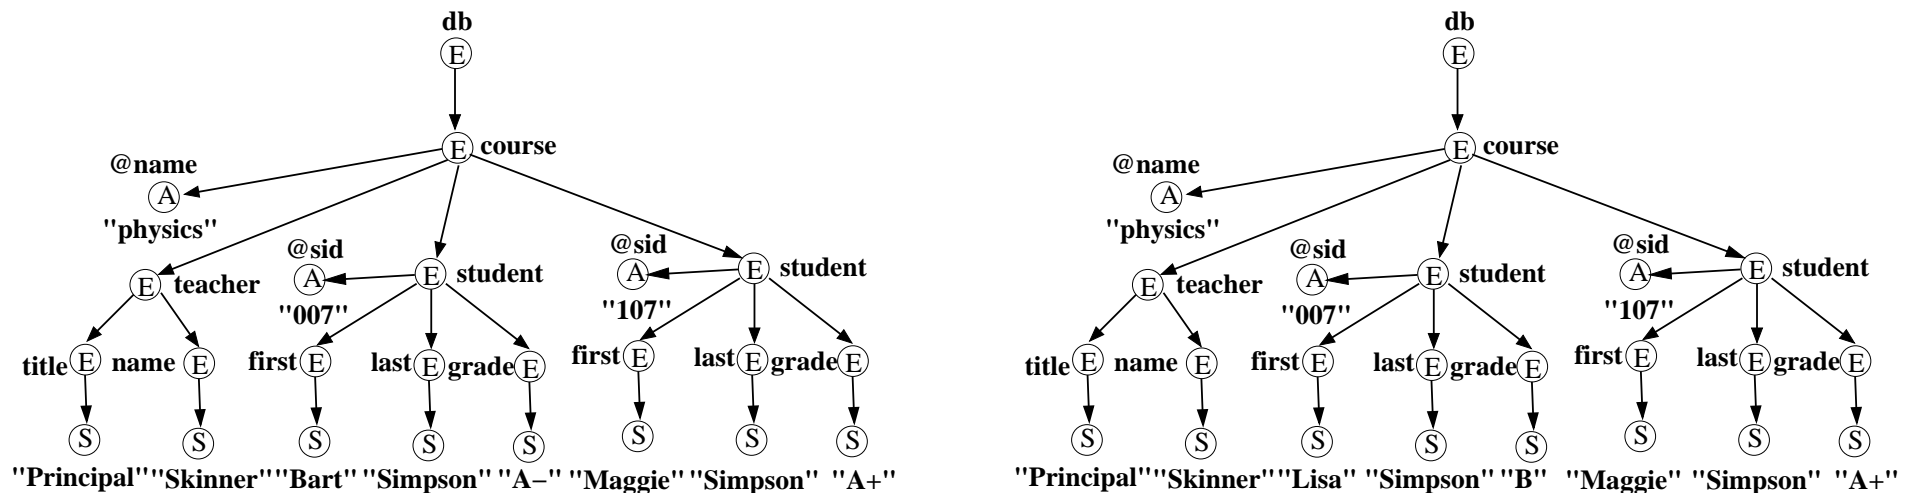 db
E
E course
@name
A
"physics"
@sid
A
"007"
@sid
A
"107"
E teacher
E student
E student
title E
name E
first E
last E
grade E
first E
last E
grade E
S S S S S S S S
"Principal" "Skinner" "Bart" "Simpson" "A−" "Maggie" "Simpson" "A+"
db
E
E course
@name
A
"physics"
@sid
A
"007"
@sid
A
"107"
E teacher
E student
E student
title E
name E
first E
last E
grade E
first E
last E
grade E
S S S S S S S S
"Principal" "Skinner" "Lisa" "Simpson" "B" "Maggie" "Simpson" "A+"